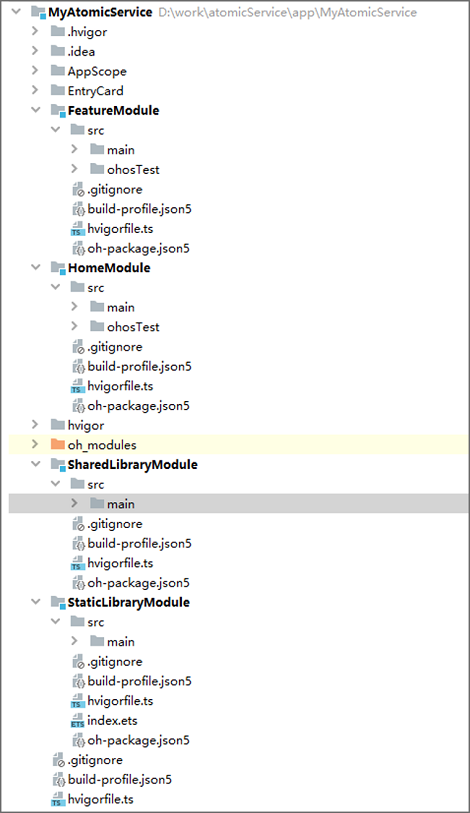 MyAtomicService D:\work\atomicService\app\MyAtomicService
.hvigor
.idea
AppScope
EntryCard
FeatureModule
src
main
ohosTest
.gitignore
build-profile.json5
hvigorfile.ts
oh-package.json5
HomeModule
src
main
ohosTest
.gitignore
build-profile.json5
hvigorfile.ts
oh-package.json5
hvigor
oh_modules
SharedLibraryModule
src
main
.gitignore
build-profile.json5
hvigorfile.ts
oh-package.json5
StaticLibraryModule
src
main
.gitignore
build-profile.json5
hvigorfile.ts
index.ets
oh-package.json5
.gitignore
build-profile.json5
hvigorfile.ts